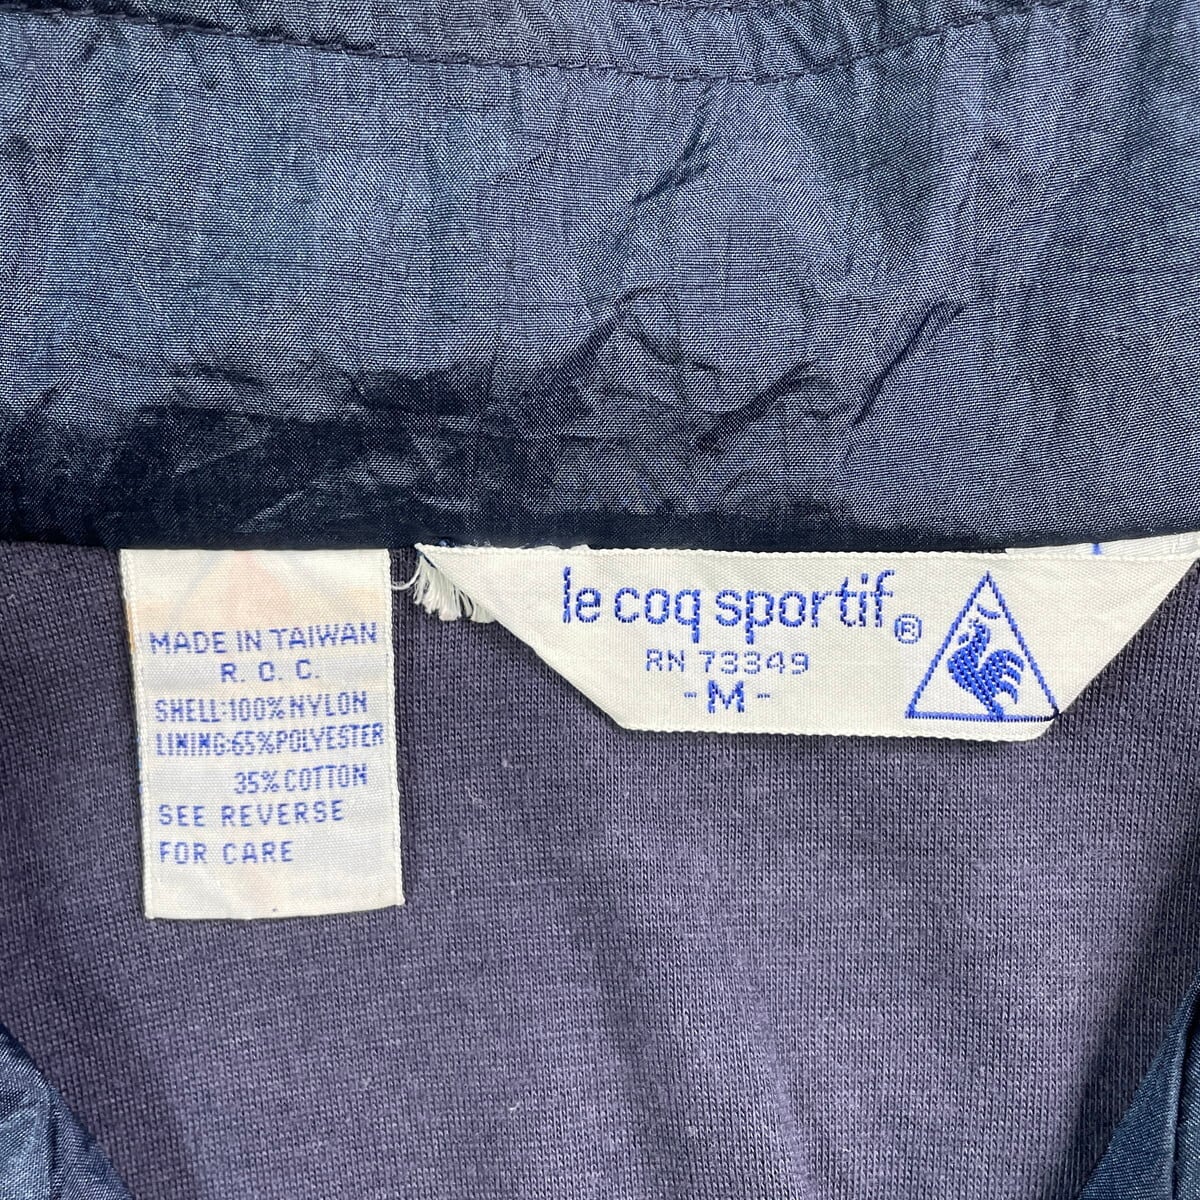 MADE IN TAIWAN
R. O. C.
SHELL:100%NYLON
LINING:65%POLYESTER
35%COTTON
SEE REVERSE
FOR CARE
le coq sportif®
RN 73349
-M-